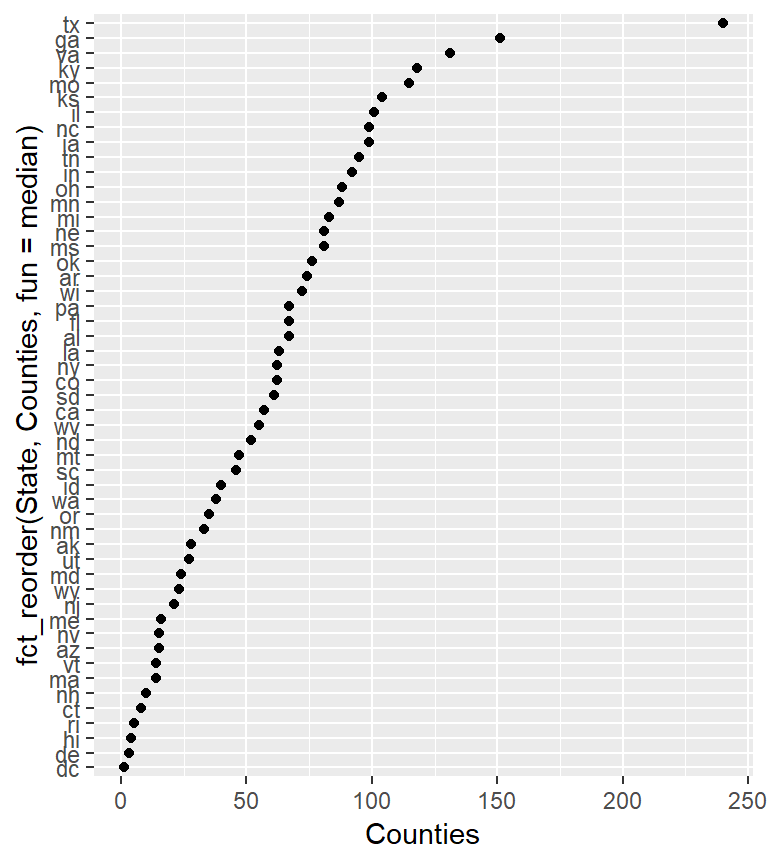 fct_reorder(State, Counties, fun = median)
tx
ga
va
ky
mo
ks
il
nc
ia
tn
in
oh
mn
mi
ne
ms
ok
ar
wi
pa
fl
al
la
ny
co
sd
ca
wv
nd
mt
sc
id
wa
or
nm
ak
ut
md
wy
nj
me
nv
az
vt
ma
nh
ct
ri
hi
de
dc
0 50 100 150 200 250
Counties